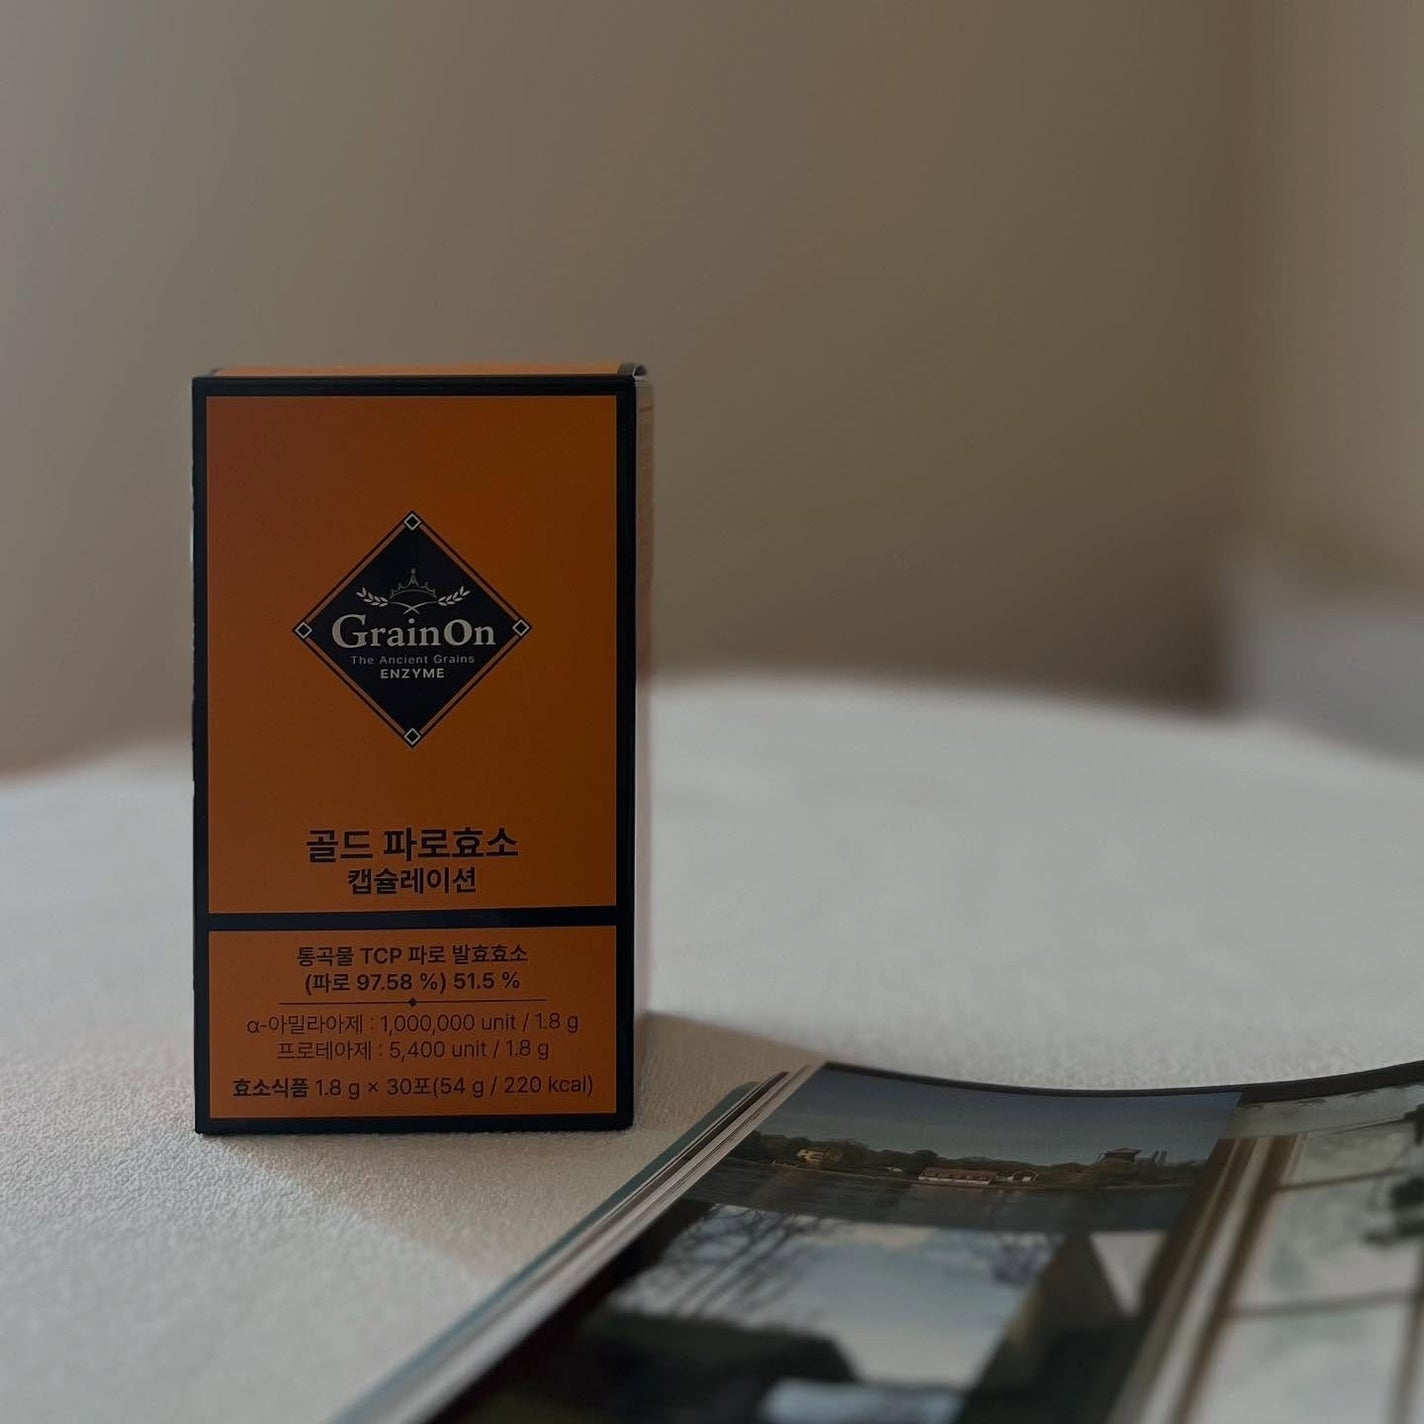 GrainOn
The Ancient Grains
ENZYME
골드 파로효소
캡슐레이션
통곡물 TCP 파로 발효효소
(파로 97.58 %) 51.5 %
α-아밀라아제 : 1,000,000 unit / 1.8 g
프로테아제 : 5,400 unit / 1.8 g
효소식품 1.8 g × 30포(54 g / 220 kcal)